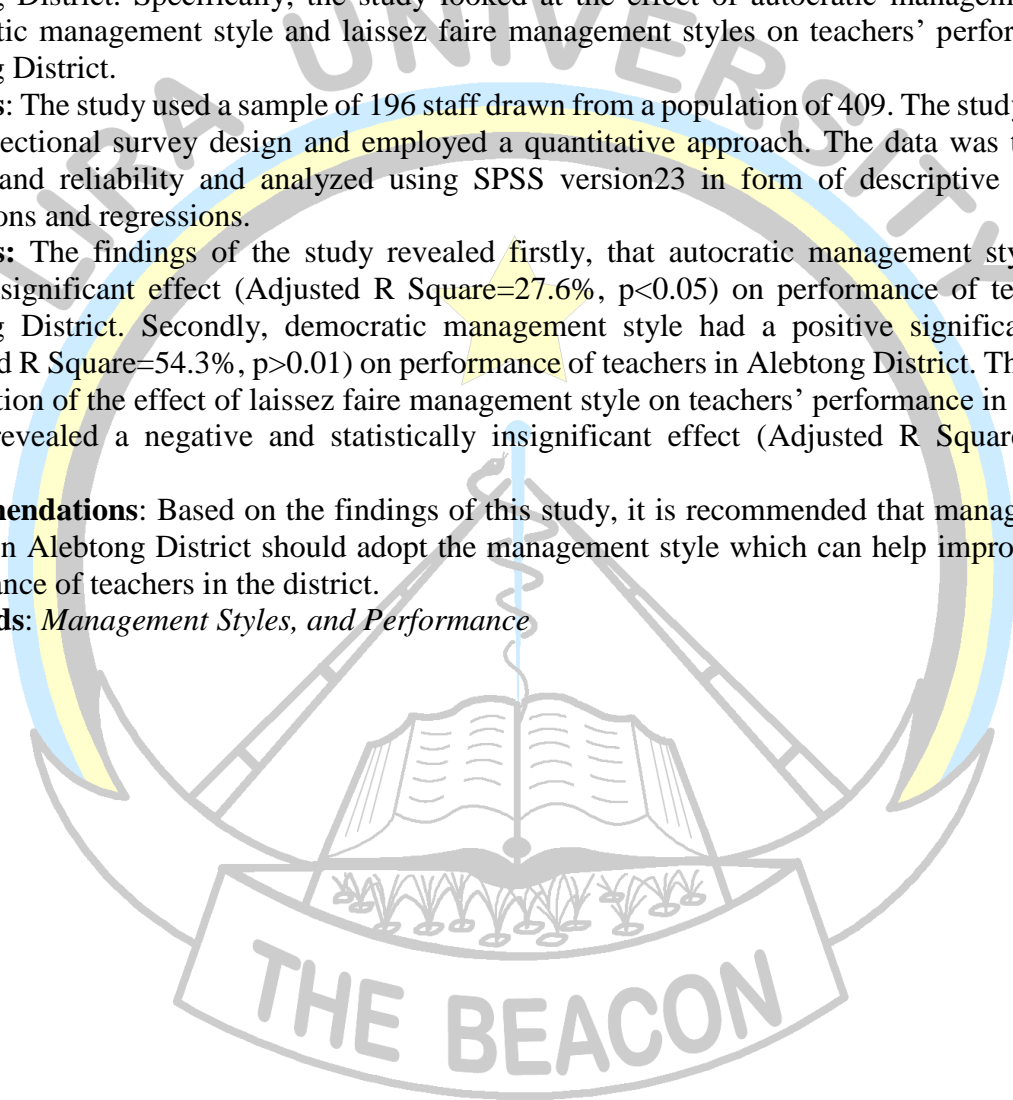 g District. Specifically, the study looked at the effect of autocratic managem
tic management style and laissez faire management styles on teachers’ perfor
g District.
s: The study used a sample of 196 staff drawn from a population of 409. The study
ectional survey design and employed a quantitative approach. The data was t
and reliability and analyzed using SPSS version23 in form of descriptive
ons and regressions.
s: The findings of the study revealed firstly, that autocratic management sty
significant effect (Adjusted R Square=27.6%, p<0.05) on performance of te
g District. Secondly, democratic management style had a positive significa
d R Square=54.3%, p>0.01) on performance of teachers in Alebtong District. Th
tion of the effect of laissez faire management style on teachers’ performance in
revealed a negative and statistically insignificant effect (Adjusted R Square
nendations: Based on the findings of this study, it is recommended that manag
n Alebtong District should adopt the management style which can help impro
ance of teachers in the district.
ds: Management Styles, and Performance
LIRA UNIVERSITY
THE BEACON